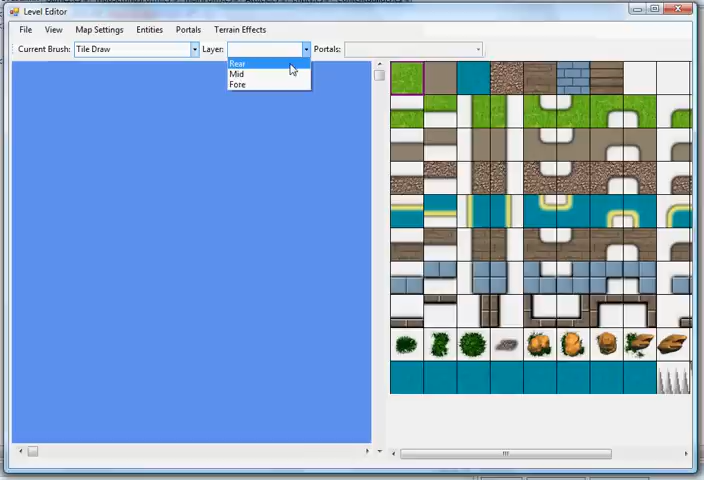 Level Editor
File View Map Settings Entities Portals Terrain Effects
Current Brush: Tile Draw Layer: Portals:
Rear
Mid
Fore